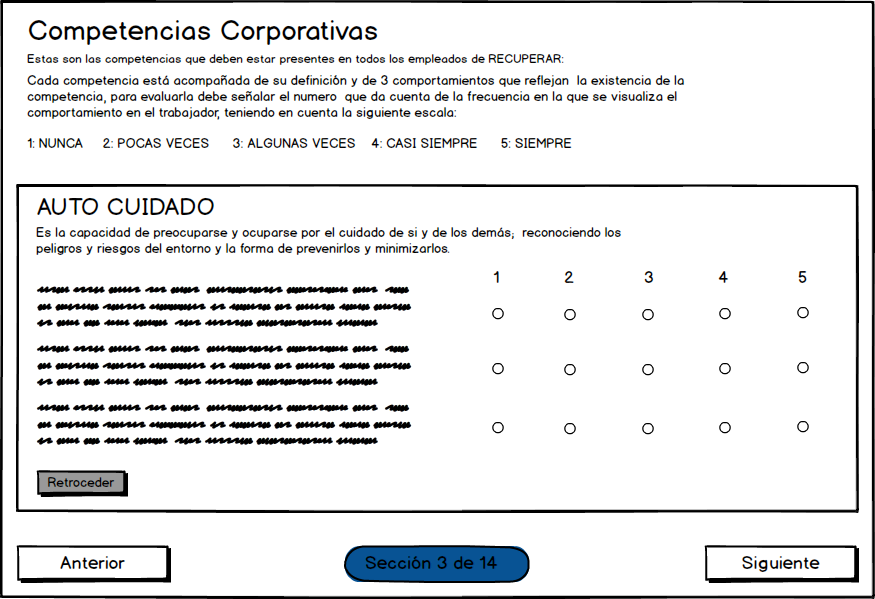 Competencias Corporativas
Estas son las competencias que deben estar presentes en todos los empleados de RECUPERAR:
Cada competencia está acompañada de su definición y de 3 comportamientos que reflejan la existencia de la
competencia, para evaluarla debe señalar el numero que da cuenta de la frecuencia en la que se visualiza el
comportamiento en el trabajador, teniendo en cuenta la siguiente escala:
1: NUNCA 2: POCAS VECES 3: ALGUNAS VECES 4: CASI SIEMPRE 5: SIEMPRE
AUTO CUIDADO
Es la capacidad de preocuparse y ocuparse por el cuidado de si y de los demás; reconociendo los
peligros y riesgos del entorno y la forma de prevenirlos y minimizarlos.
1 2 3 4 5
Retroceder
Anterior Sección 3 de 14 Siguiente